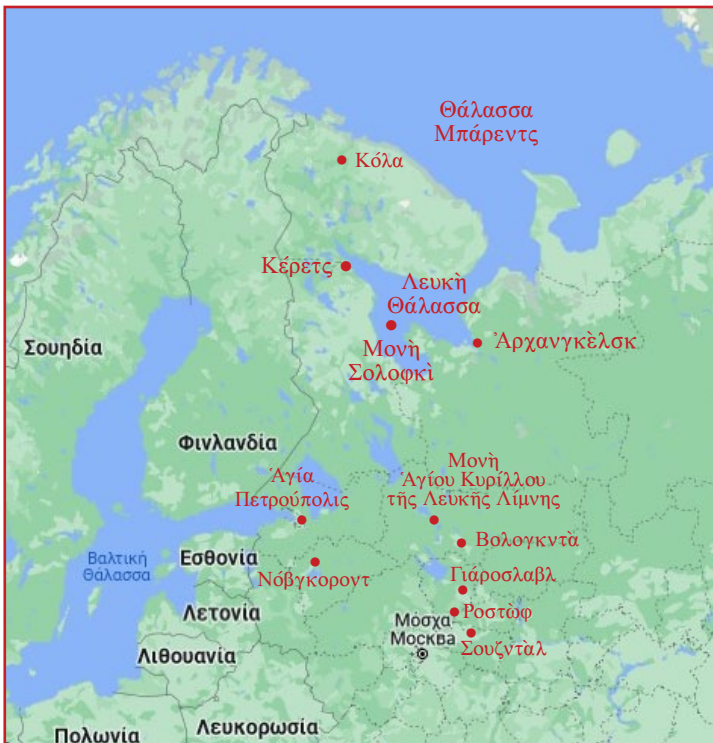 Θάλασσα
Μπάρεντς
Κόλα
Κέρετς
Λευκὴ
Θάλασσα
Μονὴ
Σολοφκὶ
Ἀρχανγκὲλσκ
Σουηδία
Φινλανδία
Ἁγία
Πετρούπολις
Μονὴ
Ἁγίου Κυρίλλου
τῆς Λευκῆς Λίμνης
Βολογκντὰ
Βαλτική
Θάλασσα
Εσθονία
Νόβγκοροντ
Γιάροσλαβλ
Λετονία
Ροστὼφ
Μόσχα
Москва
Σουζντὰλ
Λιθουανία
Λευκορωσία
Πολωνία